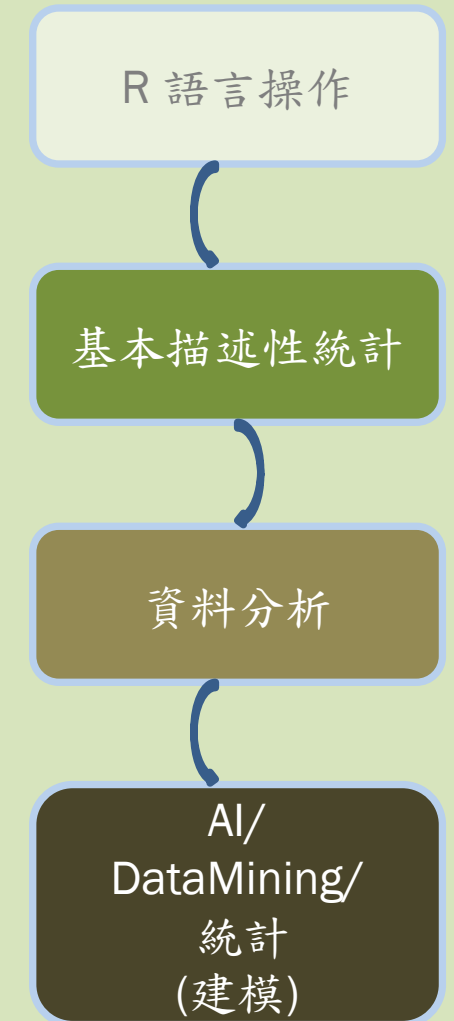 R 語言操作
基本描述性統計
資料分析
AI/
DataMining/
統計
(建模)